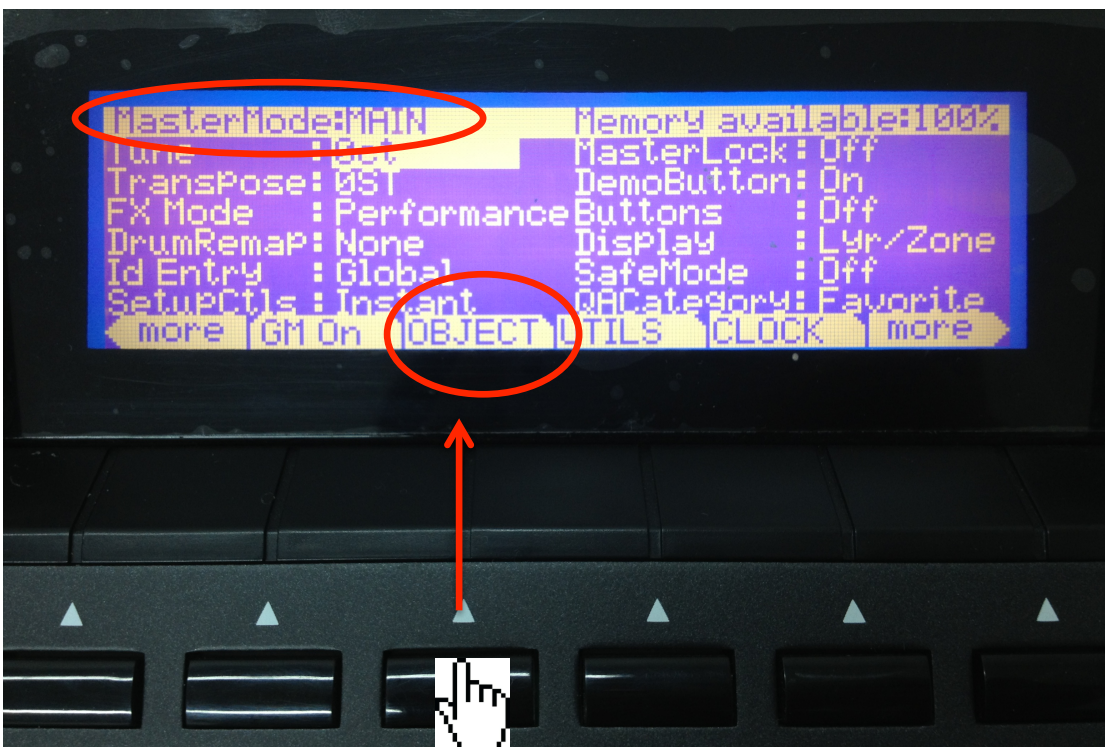 MasterMode:MAIN Memory available:100%
Tune :0ct MasterLock:Off
Transpose:0ST DemoButton:On
FX Mode :Performance Buttons :Off
DrumRemap:None Display :Lyr/Zone
Id Entry :Global SafeMode :Off
SetupCtls:Instant QACategory:Favorite
more GM On OBJECT UTILS CLOCK more